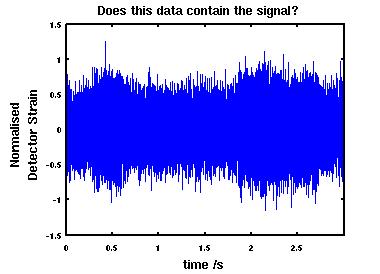 Does this data contain the signal?
1.5
1
0.5
0
-0.5
-1
-1.5
Normalised
Detector Strain
0 0.5 1 1.5 2 2.5
time /s